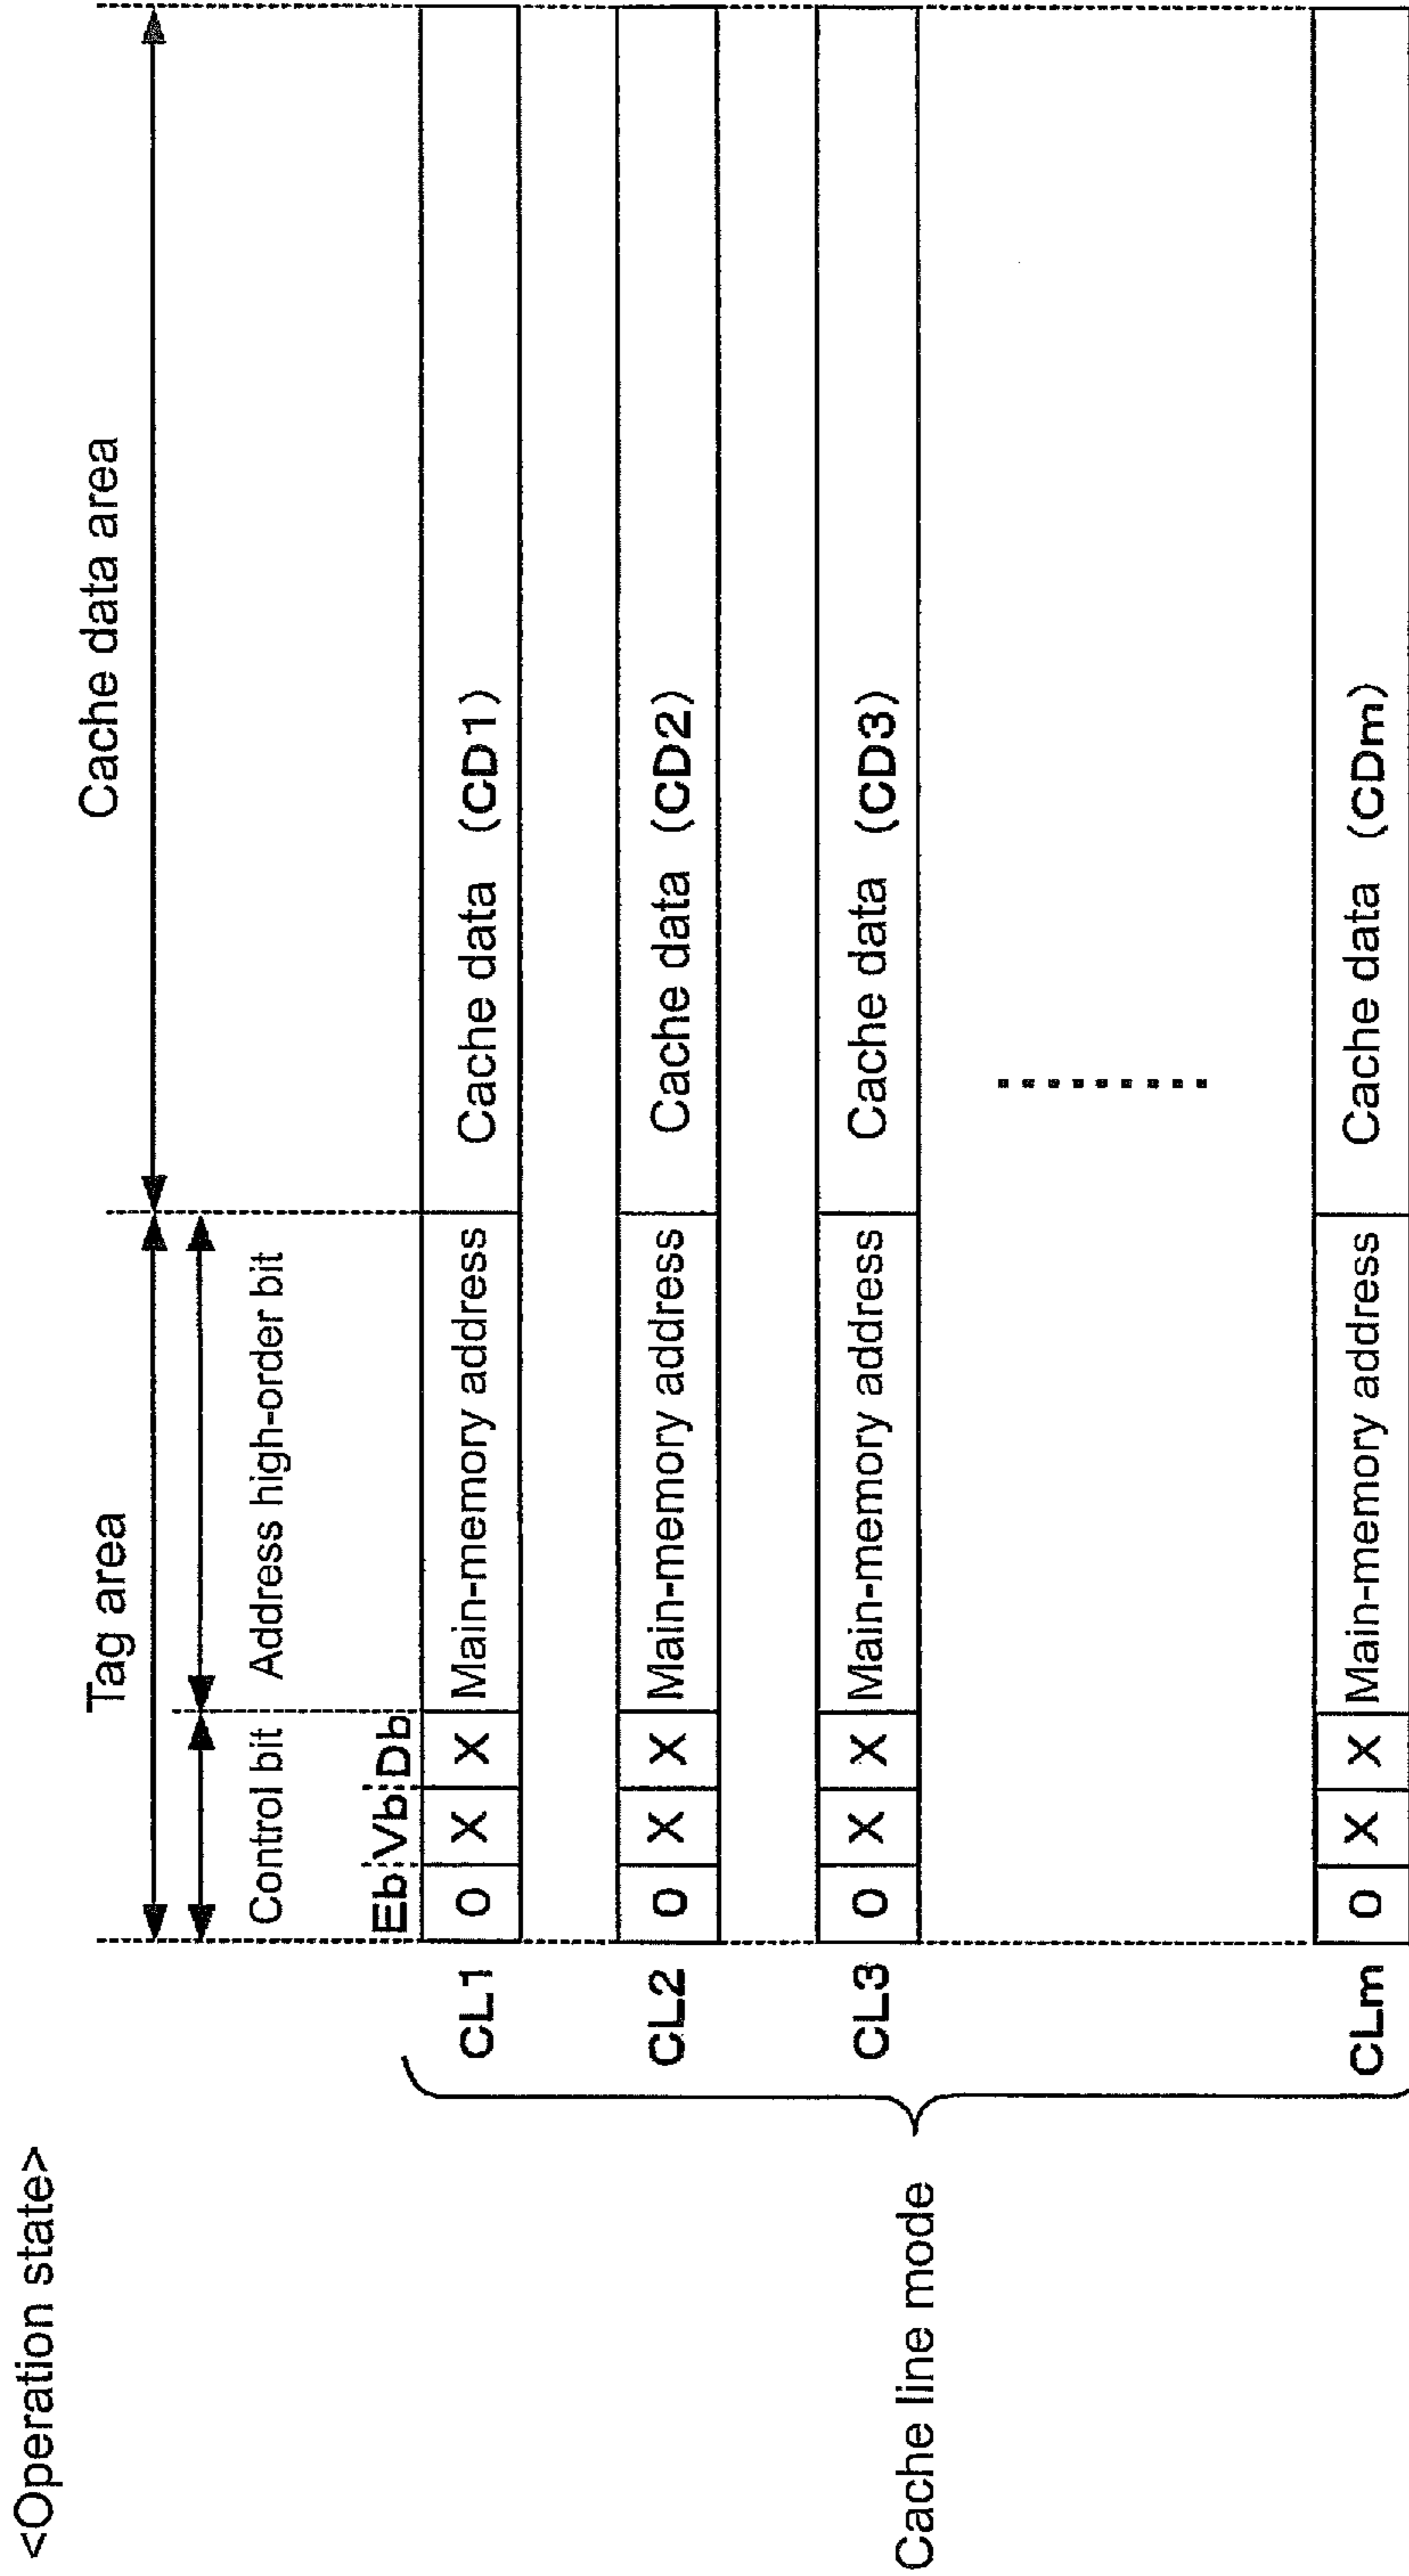 <Operation state>
Tag area
Cache data area
Control bit
Address high-order bit
Eb Vb Db
CL1 0 X X Main-memory address Cache data (CD1)
CL2 0 X X Main-memory address Cache data (CD2)
CL3 0 X X Main-memory address Cache data (CD3)
Cache line mode
CLm 0 X X Main-memory address Cache data (CDm)